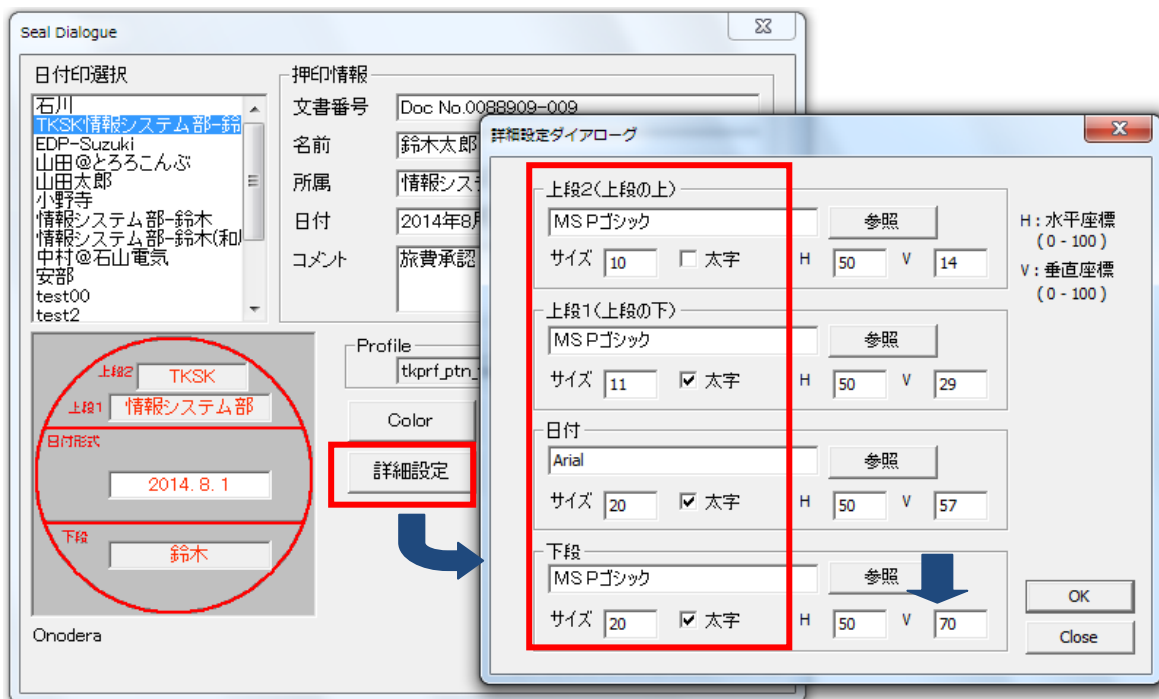 Seal Dialogue
日付印選択
石川
TKSK情報システム部-鈴
EDP-Suzuki
山田@とろろこんぶ
山田太郎
小野寺
情報システム部-鈴木
情報システム部-鈴木(和
中村@石山電気
安部
test00
test2
押印情報
文書番号 Doc No.0088909-009
名前 鈴木太郎
所属 情報シス
日付 2014年8月
コメント 旅費承認
上段2 TKSK
上段1 情報システム部
日付形式
2014. 8. 1
下段 鈴木
Profile
tkprf_ptn_
Color
詳細設定
Onodera
詳細設定ダイアローグ
上段2(上段の上)
MS Pゴシック 参照
サイズ 10 太字 H 50 V 14
上段1(上段の下)
MS Pゴシック 参照
サイズ 11 太字 H 50 V 29
日付
Arial 参照
サイズ 20 太字 H 50 V 57
下段
MS Pゴシック 参照
サイズ 20 太字 H 50 V 70
H:水平座標
(0-100)
V:垂直座標
(0-100)
OK
Close